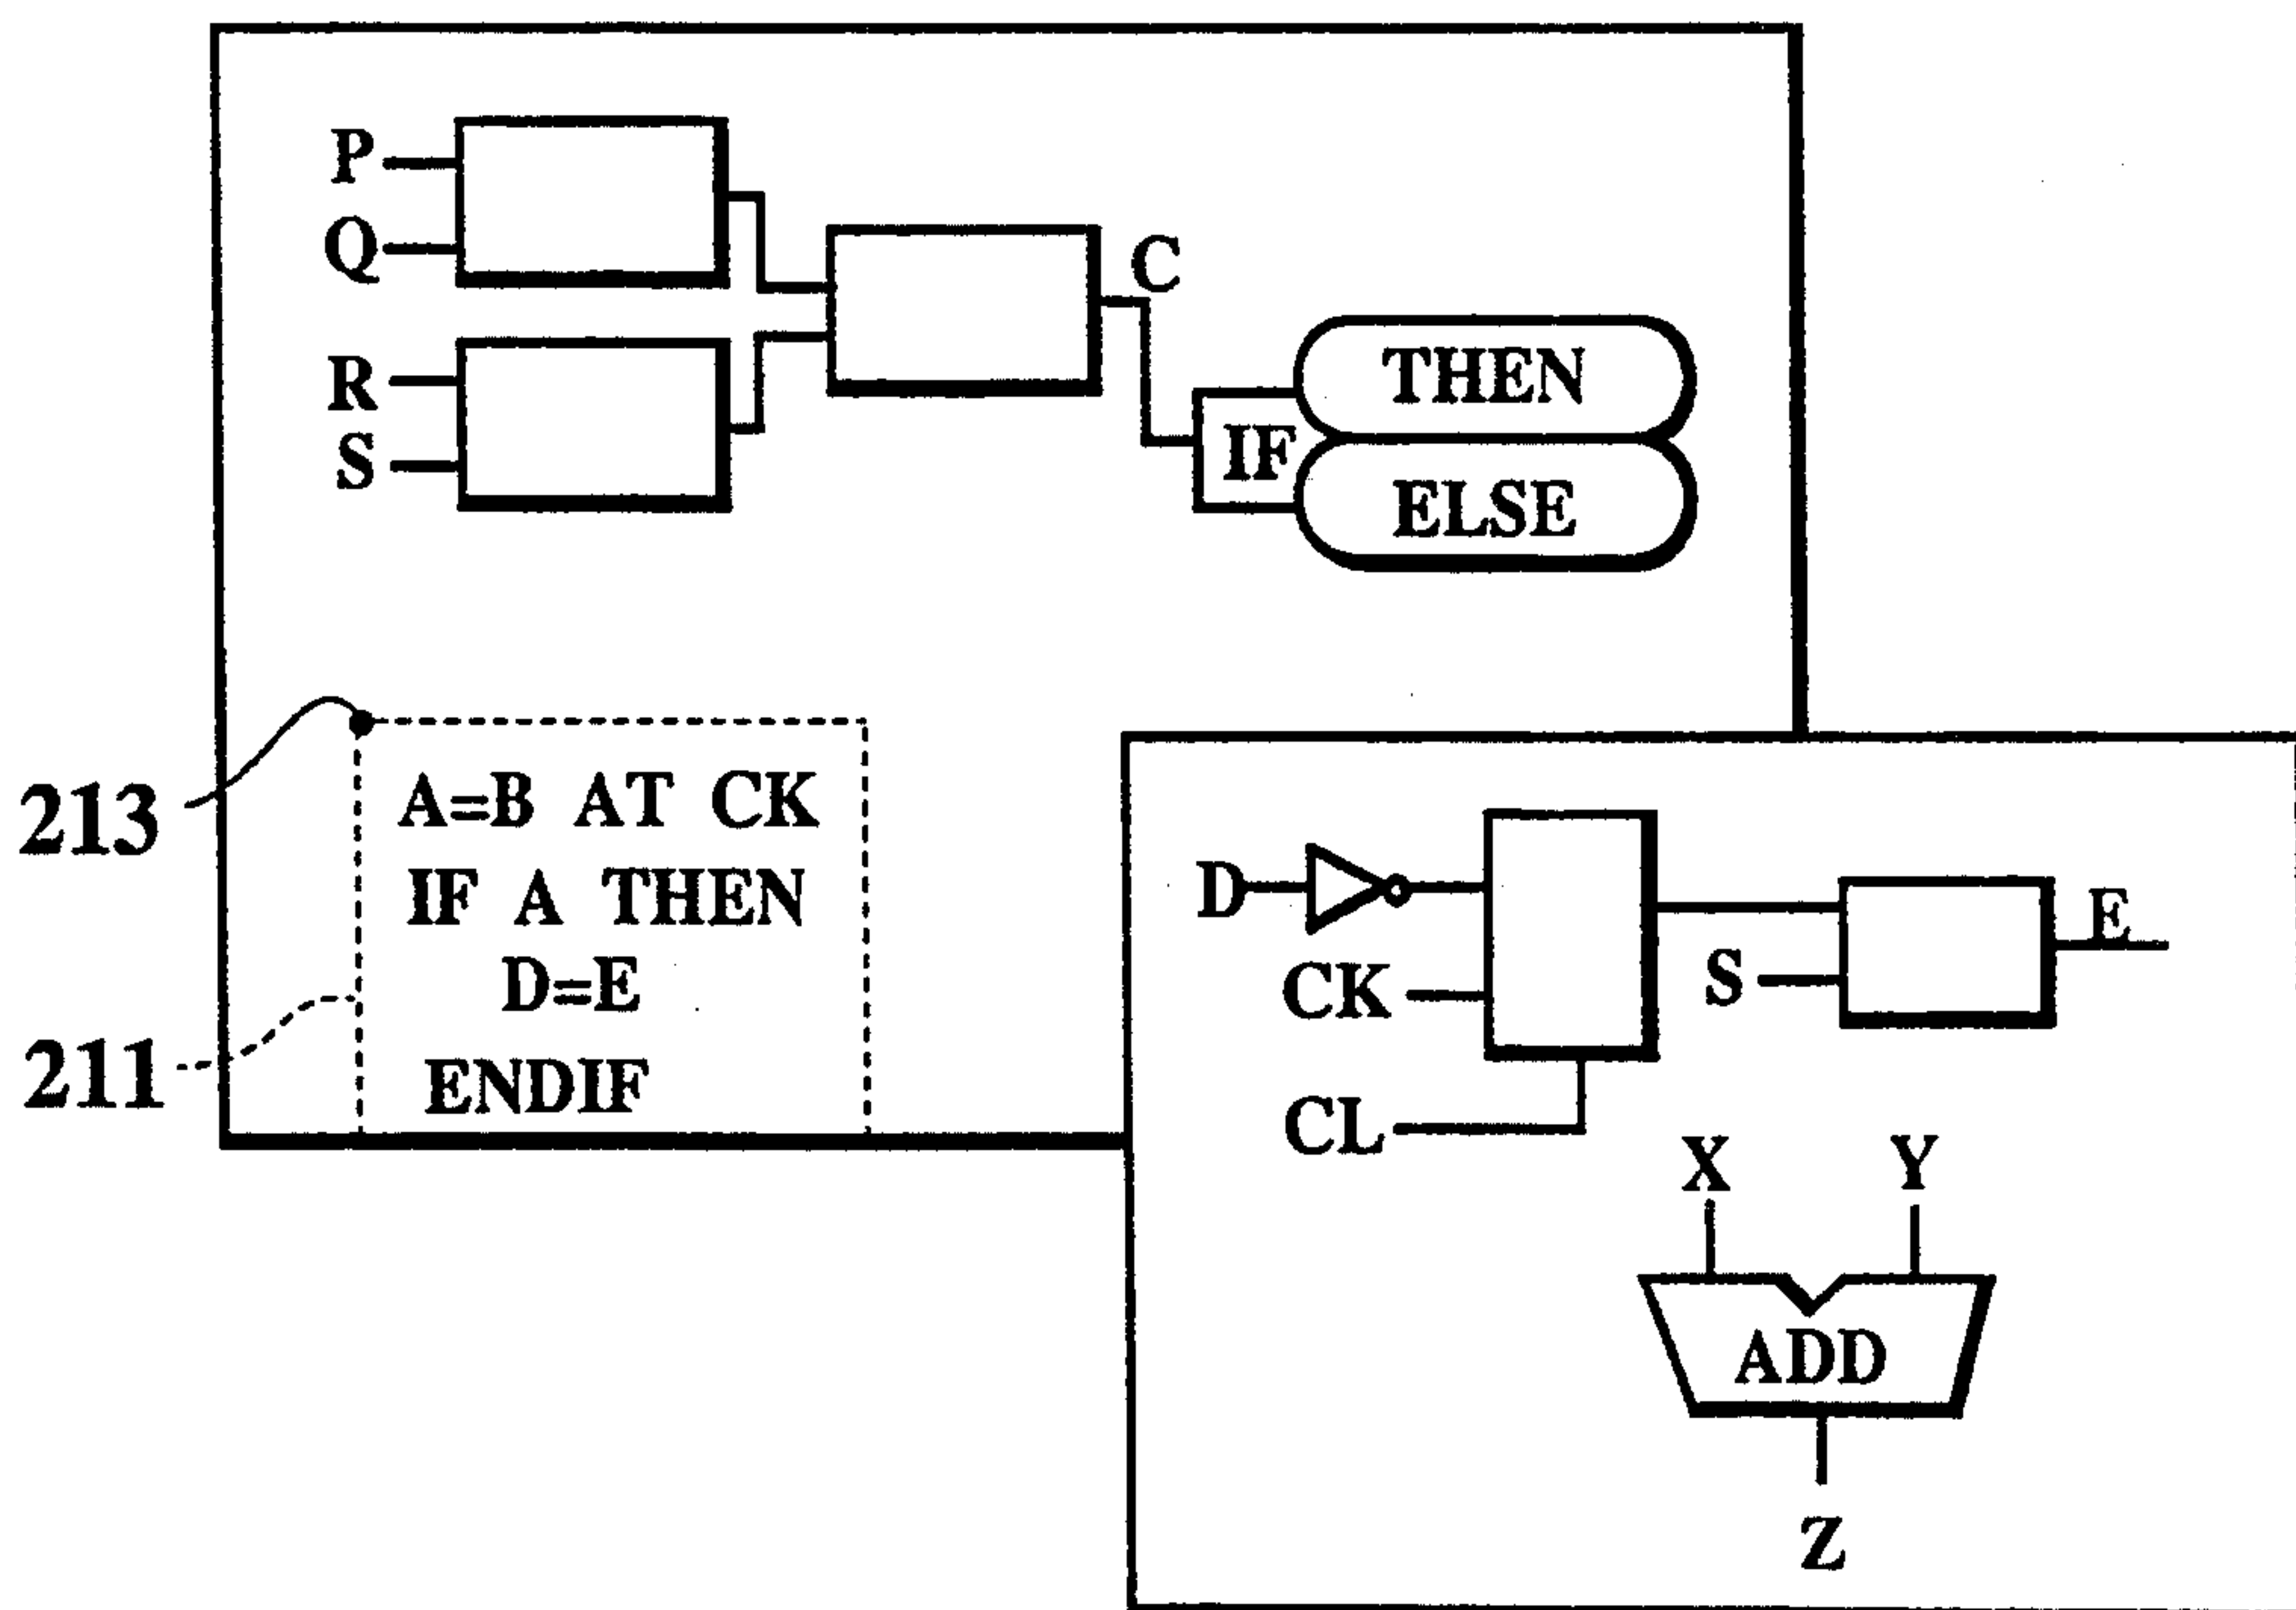 P
Q
C
R
S
THEN
IF
ELSE
213
A=B AT CK
IF A THEN
D=E
ENDIF
211
D
CK
CL
S
E
X Y
ADD
Z